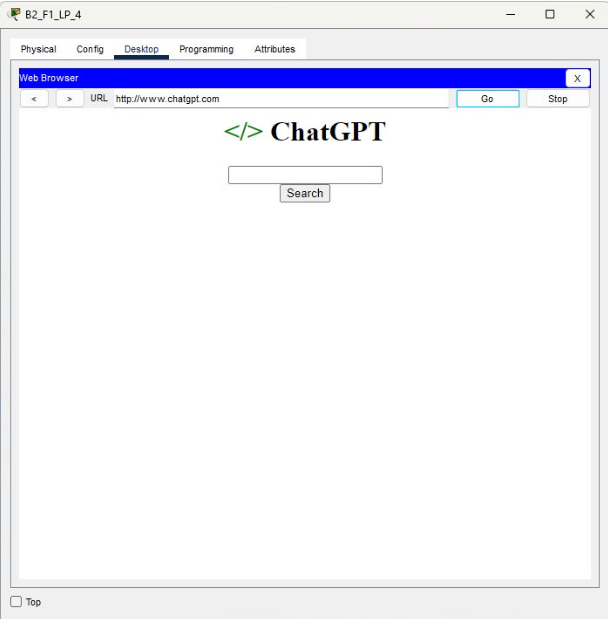 B2_F1_LP_4
Physical Config Desktop Programming Attributes
Web Browser X
< > URL http://www.chatgpt.com Go Stop
</> ChatGPT
Search
Top